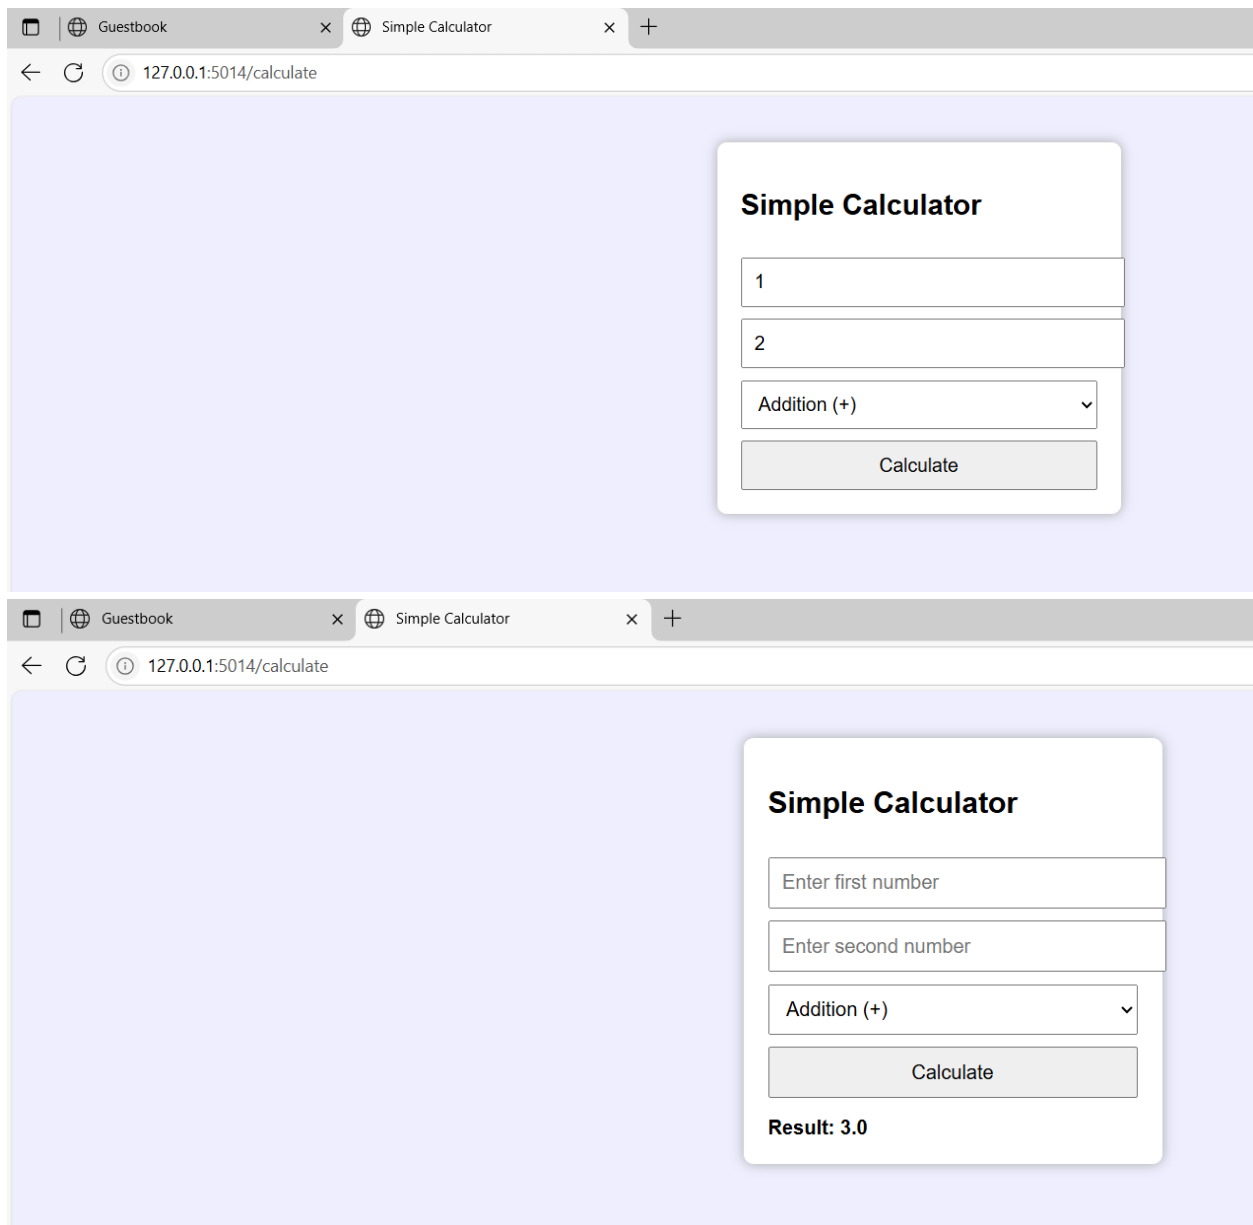 Guestbook
Simple Calculator
127.0.0.1:5014/calculate
Simple Calculator
1
2
Addition (+)
Calculate
Guestbook
Simple Calculator
127.0.0.1:5014/calculate
Simple Calculator
Enter first number
Enter second number
Addition (+)
Calculate
Result: 3.0